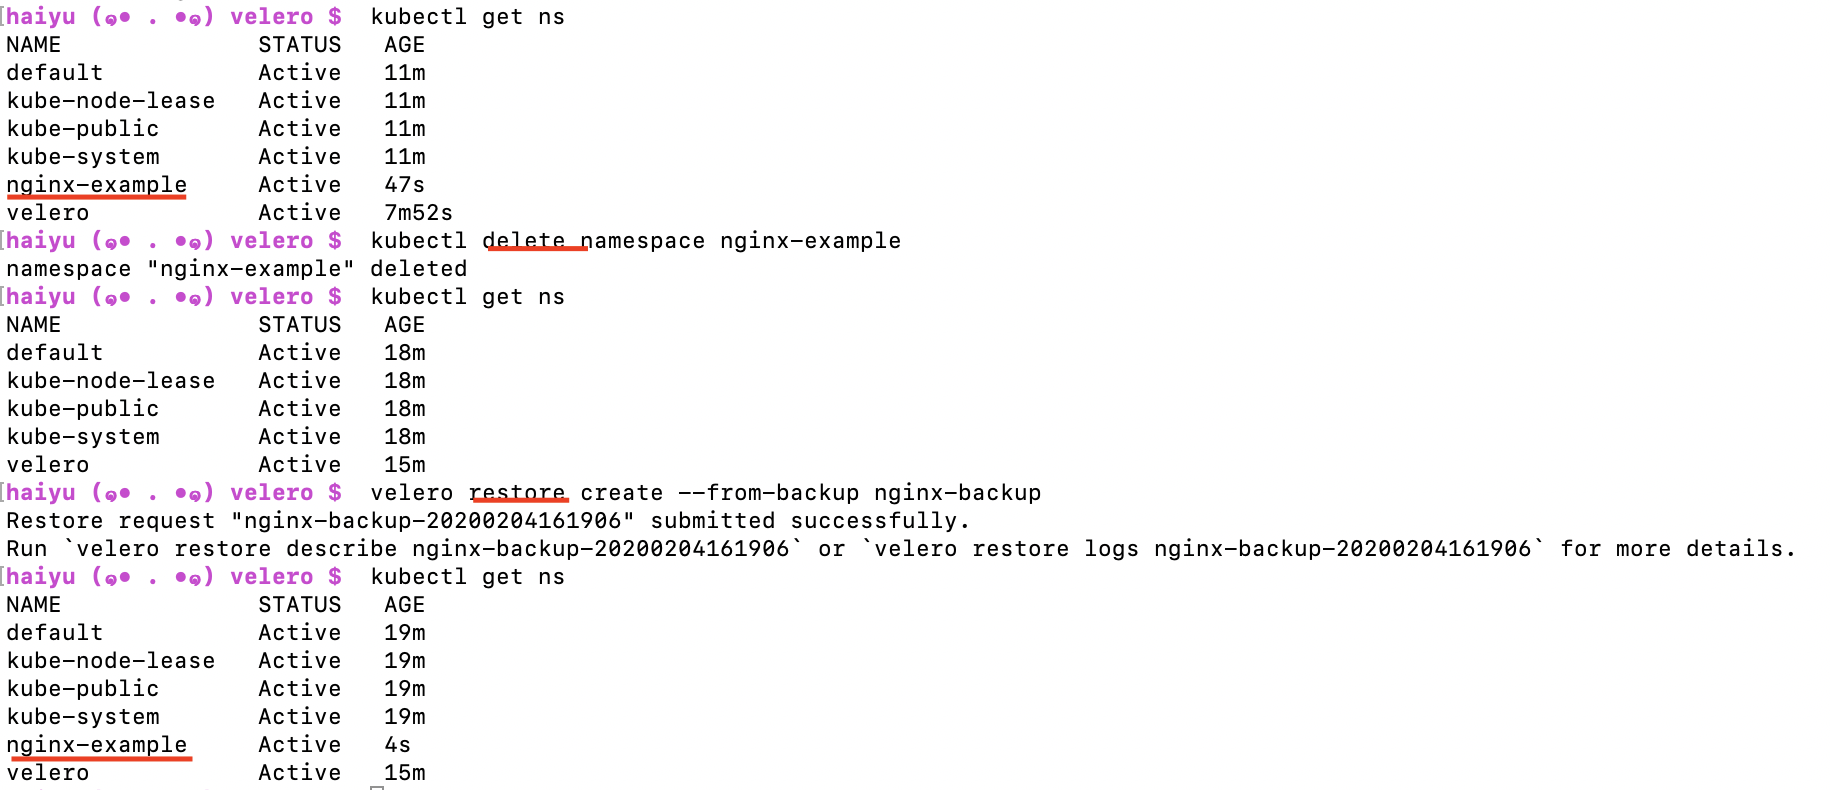 haiyu (๑• . •๑) velero $  kubectl get ns
NAME              STATUS   AGE
default           Active   11m
kube-node-lease   Active   11m
kube-public       Active   11m
kube-system       Active   11m
nginx-example     Active   47s
velero            Active   7m52s
haiyu (๑• . •๑) velero $  kubectl delete namespace nginx-example
namespace "nginx-example" deleted
haiyu (๑• . •๑) velero $  kubectl get ns
NAME              STATUS   AGE
default           Active   18m
kube-node-lease   Active   18m
kube-public       Active   18m
kube-system       Active   18m
velero            Active   15m
haiyu (๑• . •๑) velero $  velero restore create --from-backup nginx-backup
Restore request "nginx-backup-20200204161906" submitted successfully.
Run `velero restore describe nginx-backup-20200204161906` or `velero restore logs nginx-backup-20200204161906` for more details.
haiyu (๑• . •๑) velero $  kubectl get ns
NAME              STATUS   AGE
default           Active   19m
kube-node-lease   Active   19m
kube-public       Active   19m
kube-system       Active   19m
nginx-example     Active   4s
velero            Active   15m